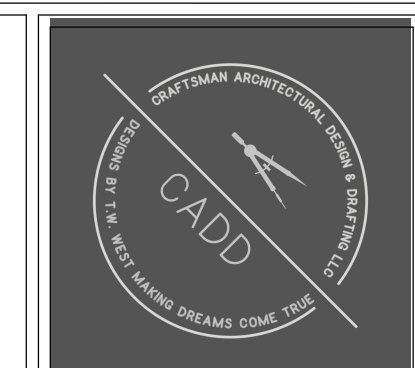 CRAFTSMAN ARCHITECTURAL DESIGN & DRAFTING LLC
CADD
DESIGNS BY T.W. WEST MAKING DREAMS COME TRUE